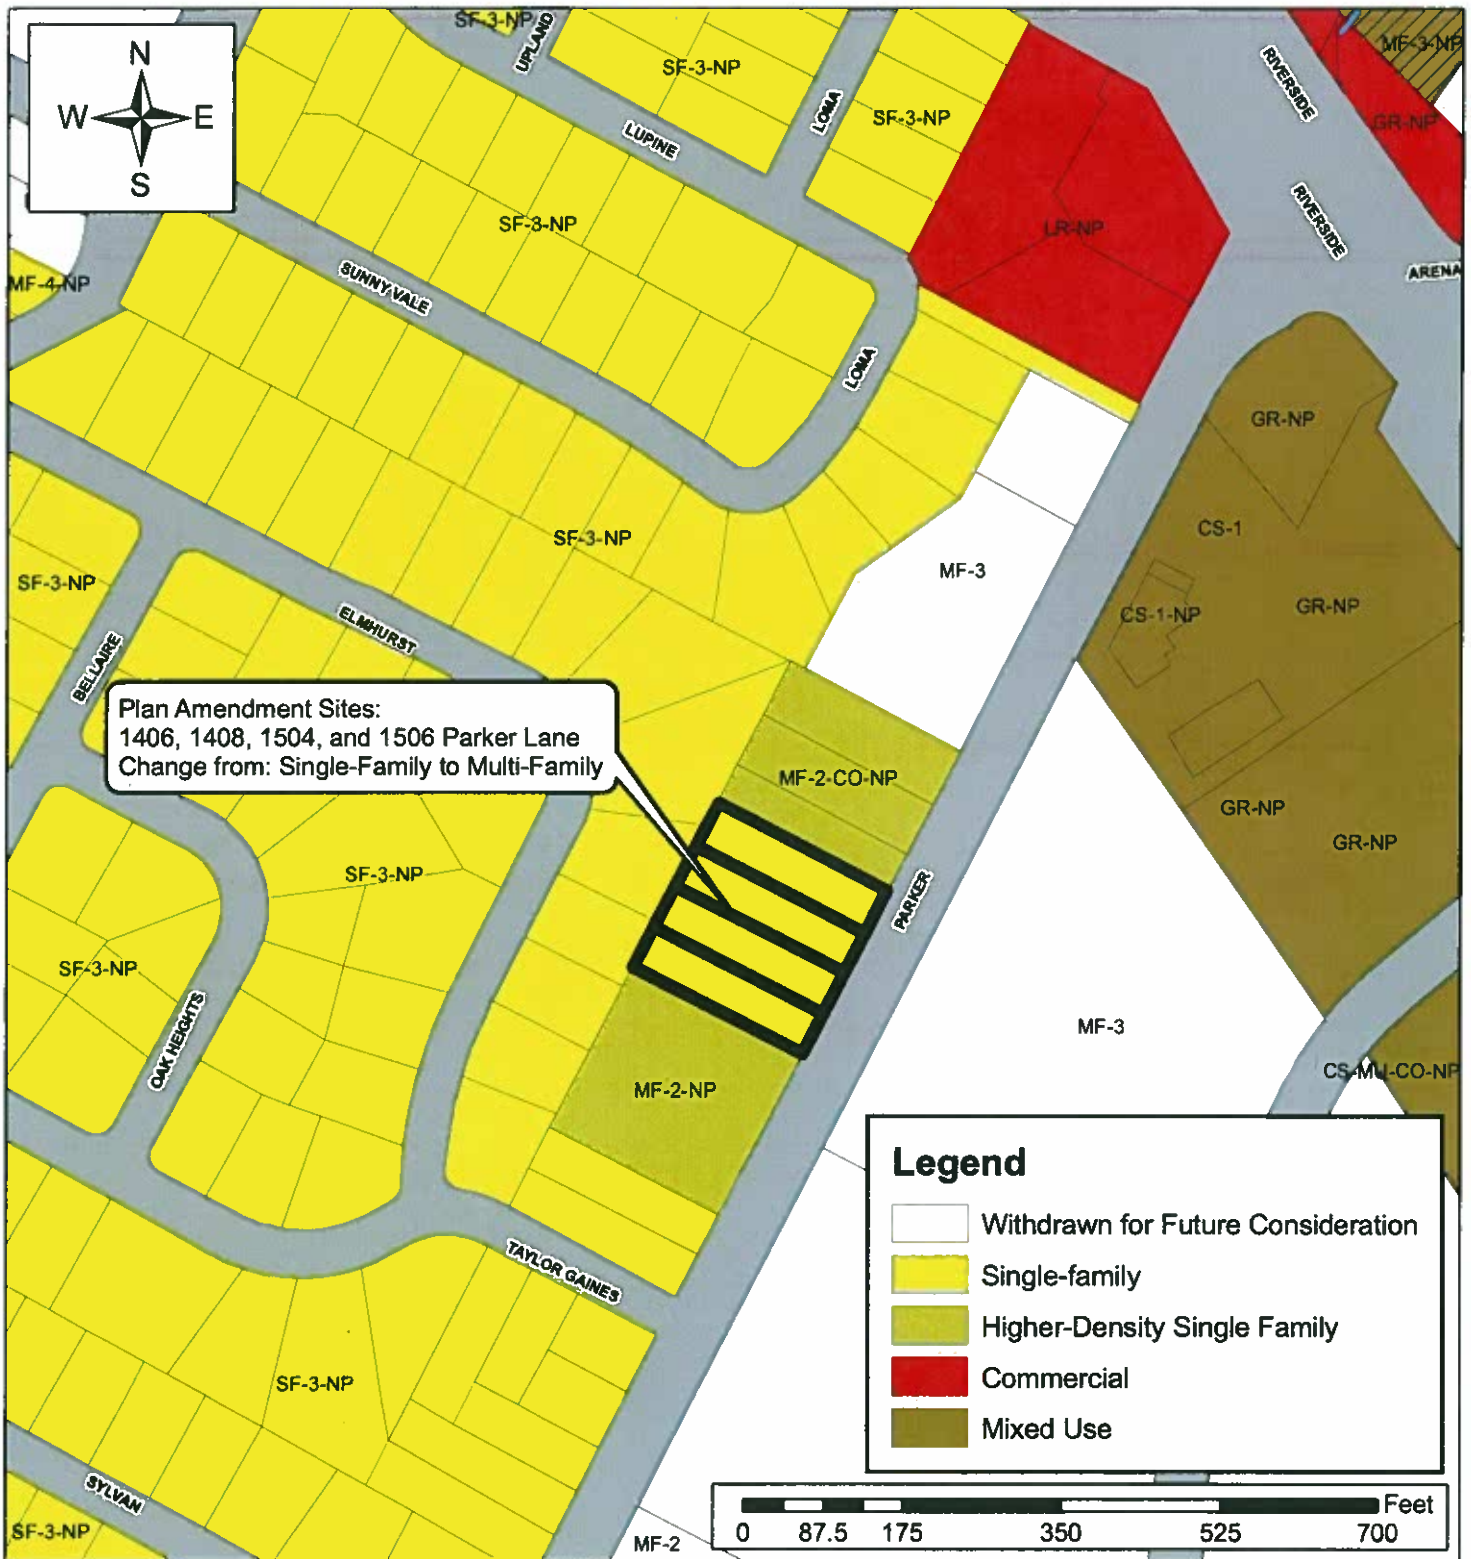 N
W E
S
SF-3-NP
UPLAND
SF-3-NP
LUPINE
LOMA
SF-3-NP
RIVERSIDE
MF-3-NP
GR-NP
RIVERSIDE
ARENA
LR-NP
SF-3-NP
SUNNY VALE
MF-4-NP
LOMA
GR-NP
CS-1
CS-1-NP
GR-NP
SF-3-NP
MF-3
SF-3-NP
ELMHURST
BELLAIRE
Plan Amendment Sites:
1406, 1408, 1504, and 1506 Parker Lane
Change from: Single-Family to Multi-Family
MF-2-CO-NP
GR-NP
GR-NP
SF-3-NP
PARKER
SF-3-NP
OAK HEIGHTS
MF-3
MF-2-NP
CS-MU-CO-NP
TAYLOR GAINES
SF-3-NP
SYLVAN
SF-3-NP
MF-2
Legend
Withdrawn for Future Consideration
Single-family
Higher-Density Single Family
Commercial
Mixed Use
Feet
0 87.5 175 350 525 700